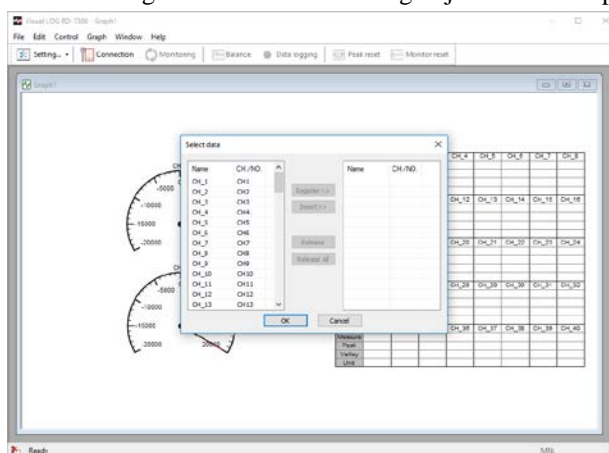 Visual LOG RD-7300 - Graph1
File Edit Control Graph Window Help
Setting... Connection Monitoring Balance Data logging Peak reset Monitor reset
Graph1
Select data
Name CH./NO. Name CH./NO.
CH_1 CH1
CH_2 CH2
CH_3 CH3
CH_4 CH4
CH_5 CH5
CH_6 CH6
CH_7 CH7
CH_8 CH8
CH_9 CH9
CH_10 CH10
CH_11 CH11
CH_12 CH12
CH_13 CH13
Register >>
Insert >>
Release
Release All
OK Cancel
-5000
-10000
-15000
-20000
-5000
-10000
-15000
-20000 20000
CH_4 CH_5 CH_6 CH_7 CH_8
CH_12 CH_13 CH_14 CH_15 CH_16
CH_20 CH_21 CH_22 CH_23 CH_24
CH_28 CH_29 CH_30 CH_31 CH_32
CH_36 CH_37 CH_38 CH_39 CH_40
Measure
Peak
Valley
Unit
Ready